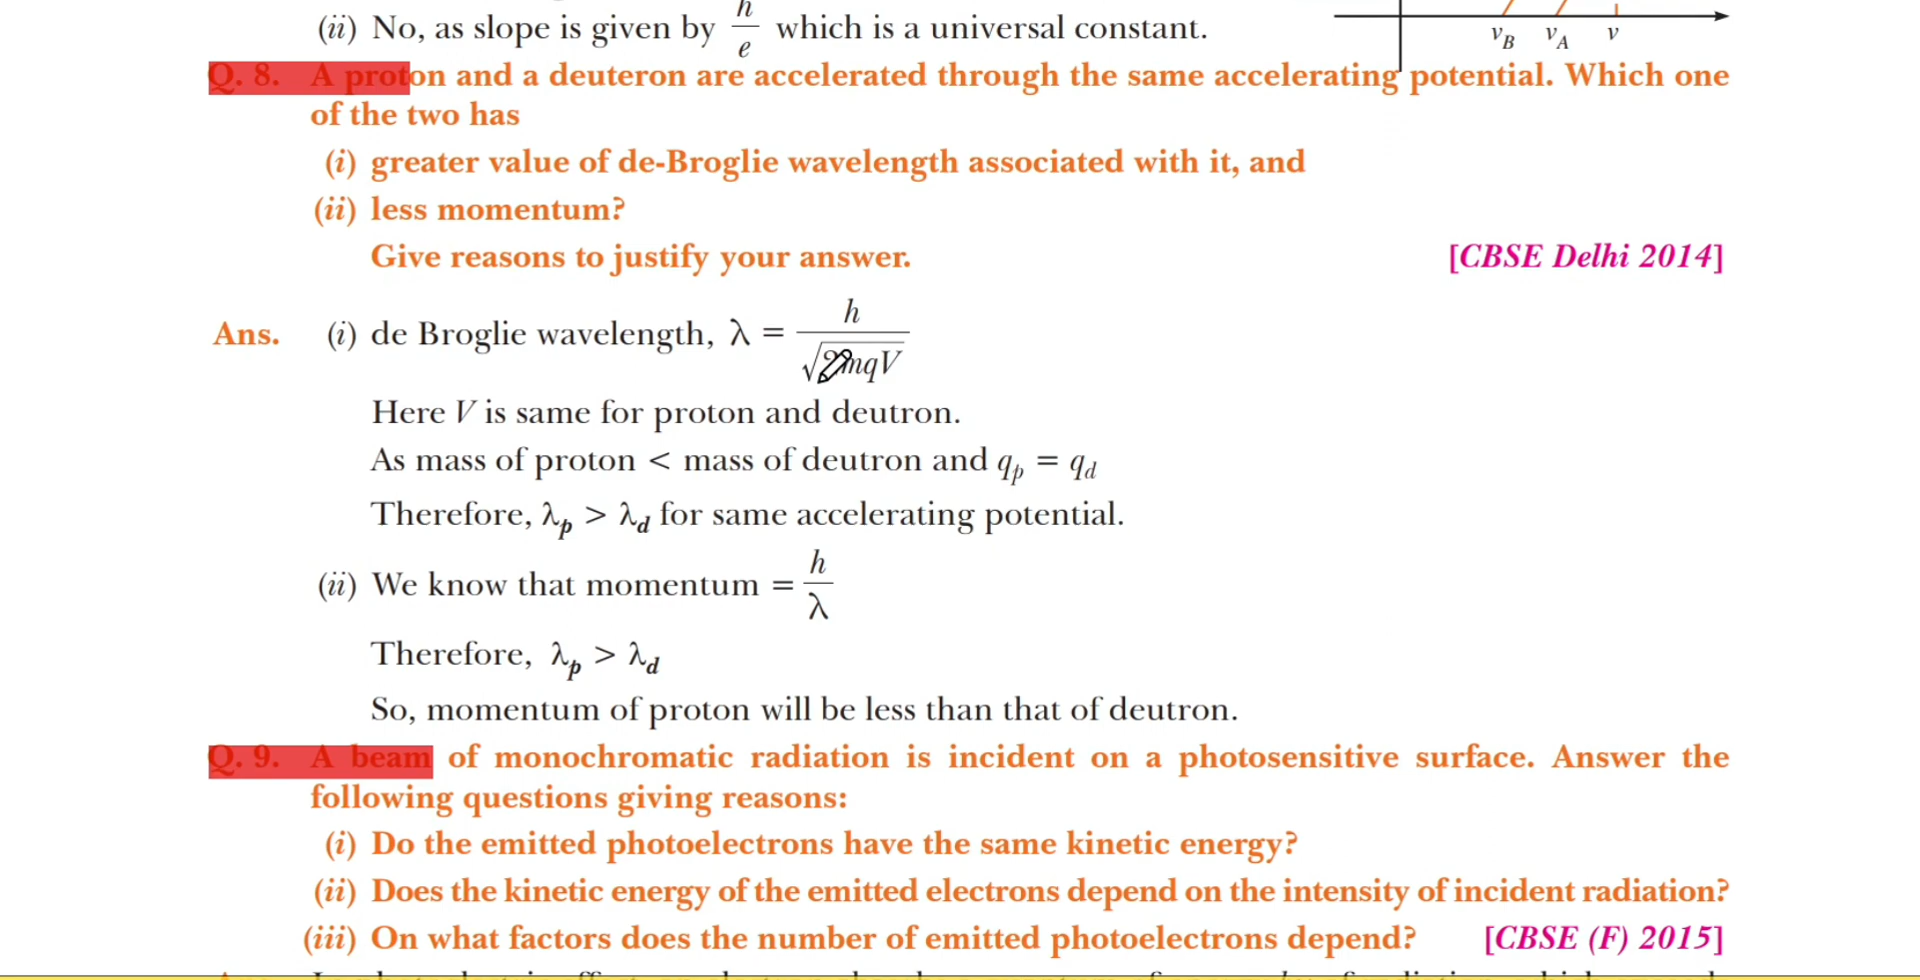 (ii) No, as slope is given by h/e which is a universal constant.
ν_B ν_A ν
Q. 8. A proton and a deuteron are accelerated through the same accelerating potential. Which one
of the two has
(i) greater value of de-Broglie wavelength associated with it, and
(ii) less momentum?
Give reasons to justify your answer. [CBSE Delhi 2014]
Ans. (i) de Broglie wavelength, λ = h/√2mqV
Here V is same for proton and deutron.
As mass of proton < mass of deutron and q_p = q_d
Therefore, λ_p > λ_d for same accelerating potential.
(ii) We know that momentum = h/λ
Therefore, λ_p > λ_d
So, momentum of proton will be less than that of deutron.
Q. 9. A beam of monochromatic radiation is incident on a photosensitive surface. Answer the
following questions giving reasons:
(i) Do the emitted photoelectrons have the same kinetic energy?
(ii) Does the kinetic energy of the emitted electrons depend on the intensity of incident radiation?
(iii) On what factors does the number of emitted photoelectrons depend? [CBSE (F) 2015]